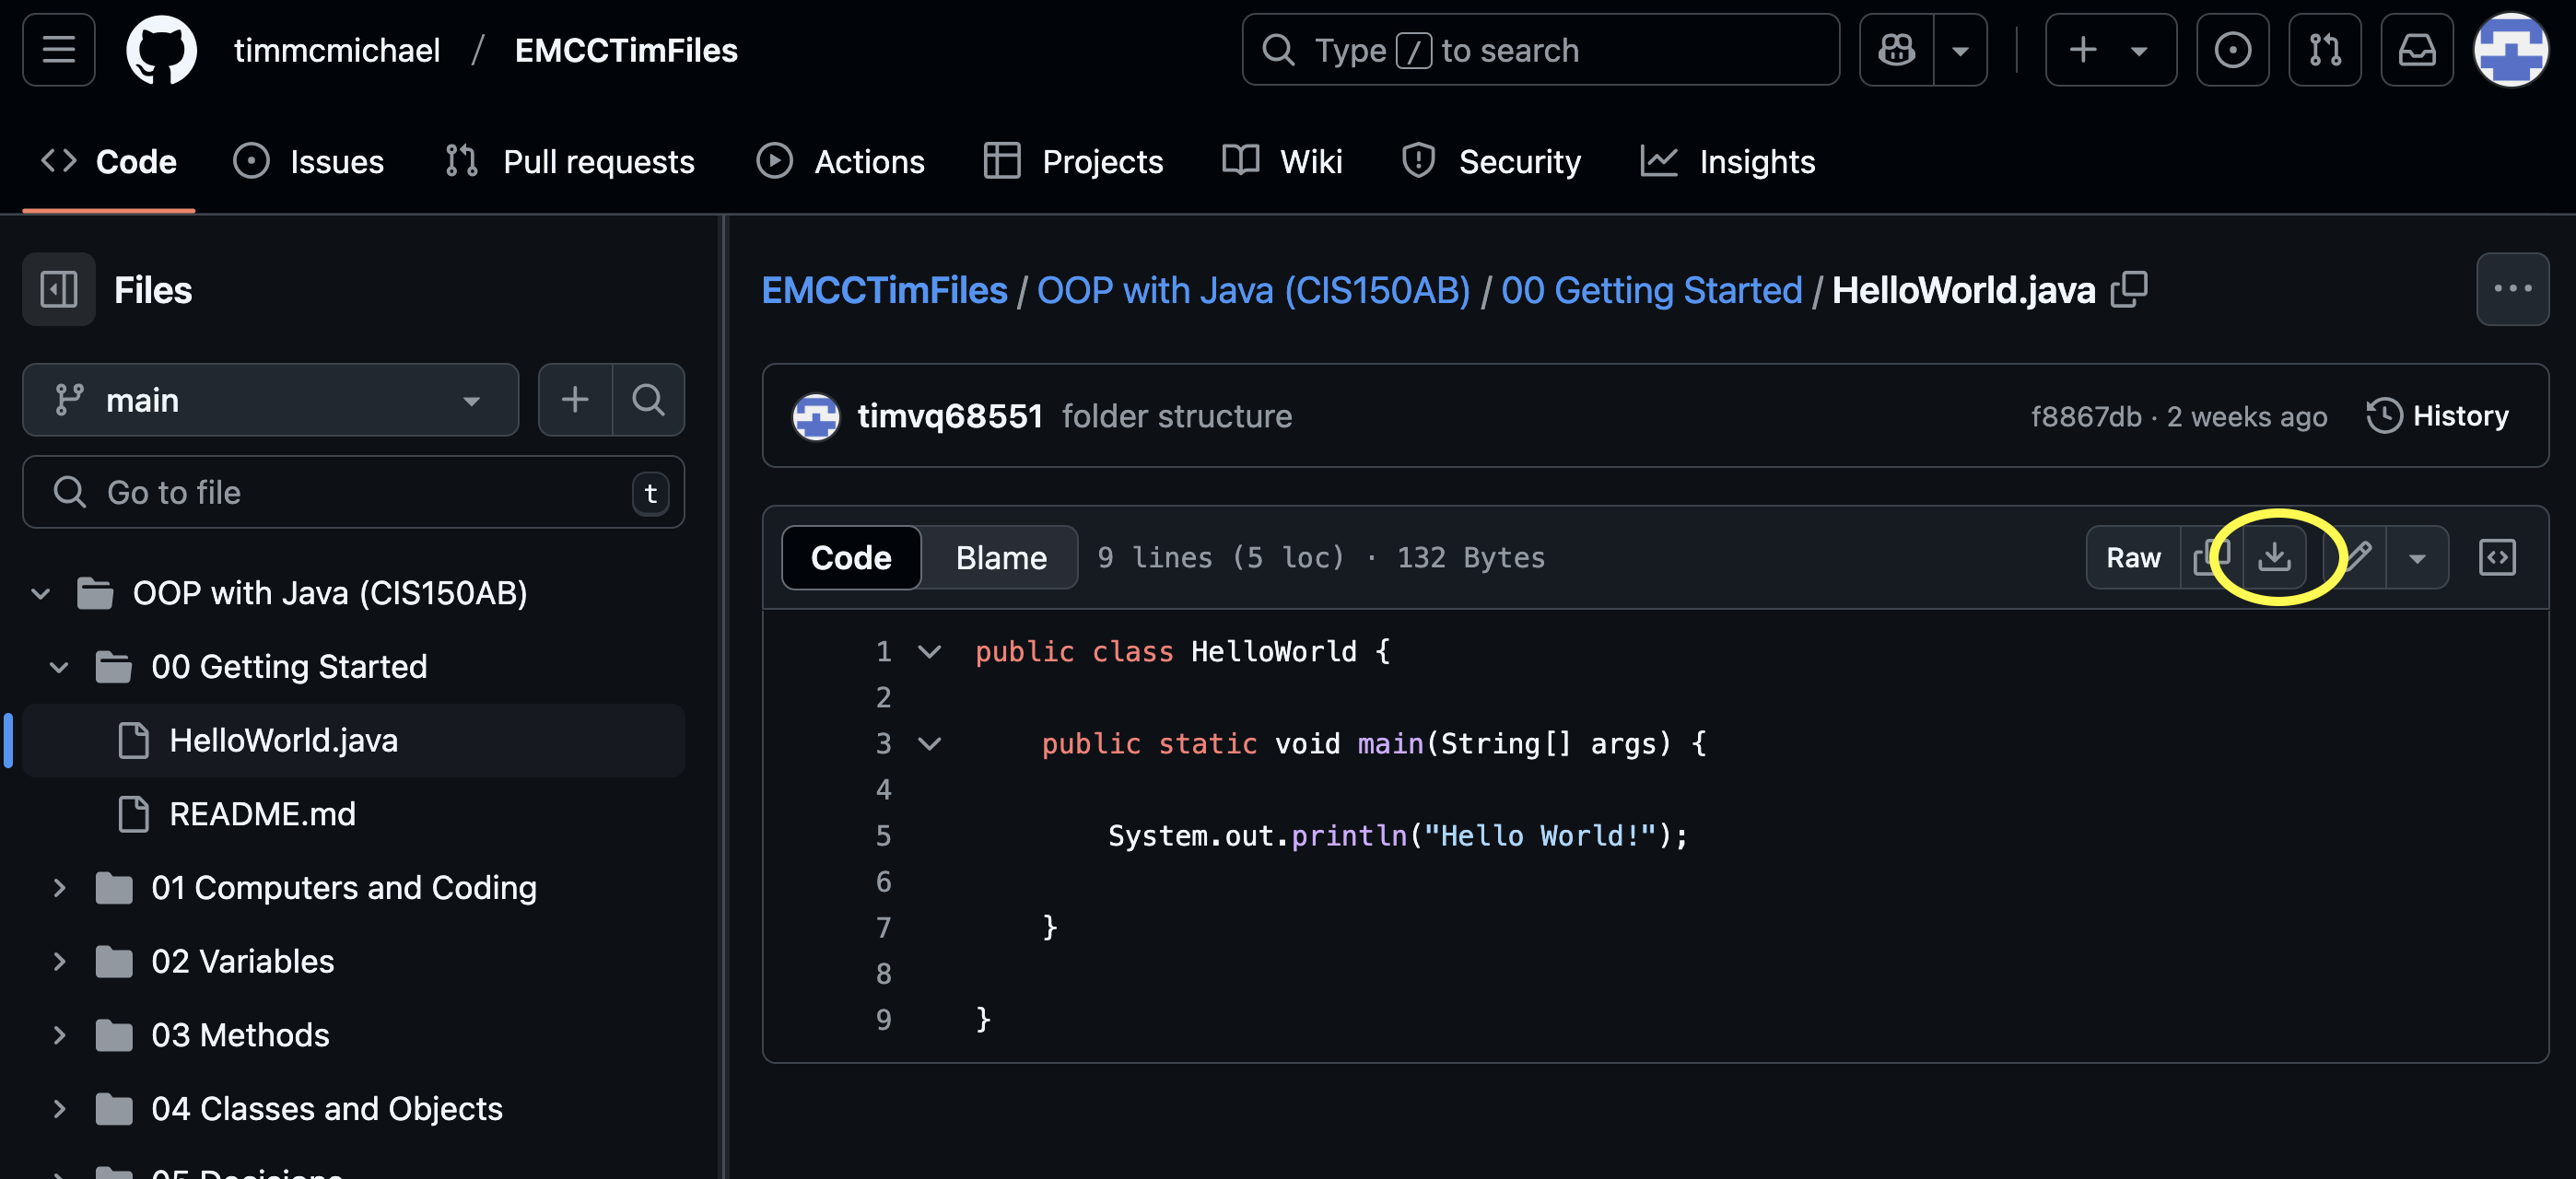 timmcmichael / EMCCTimFiles
Type / to search
Code Issues Pull requests Actions Projects Wiki Security Insights
Files
main
Go to file t
OOP with Java (CIS150AB)
00 Getting Started
HelloWorld.java
README.md
01 Computers and Coding
02 Variables
03 Methods
04 Classes and Objects
05 Decisions
EMCCTimFiles / OOP with Java (CIS150AB) / 00 Getting Started / HelloWorld.java
timvq68551 folder structure
f8867db · 2 weeks ago History
Code Blame 9 lines (5 loc) · 132 Bytes
Raw
1 public class HelloWorld {
2
3 public static void main(String[] args) {
4
5 System.out.println("Hello World!");
6
7 }
8
9 }